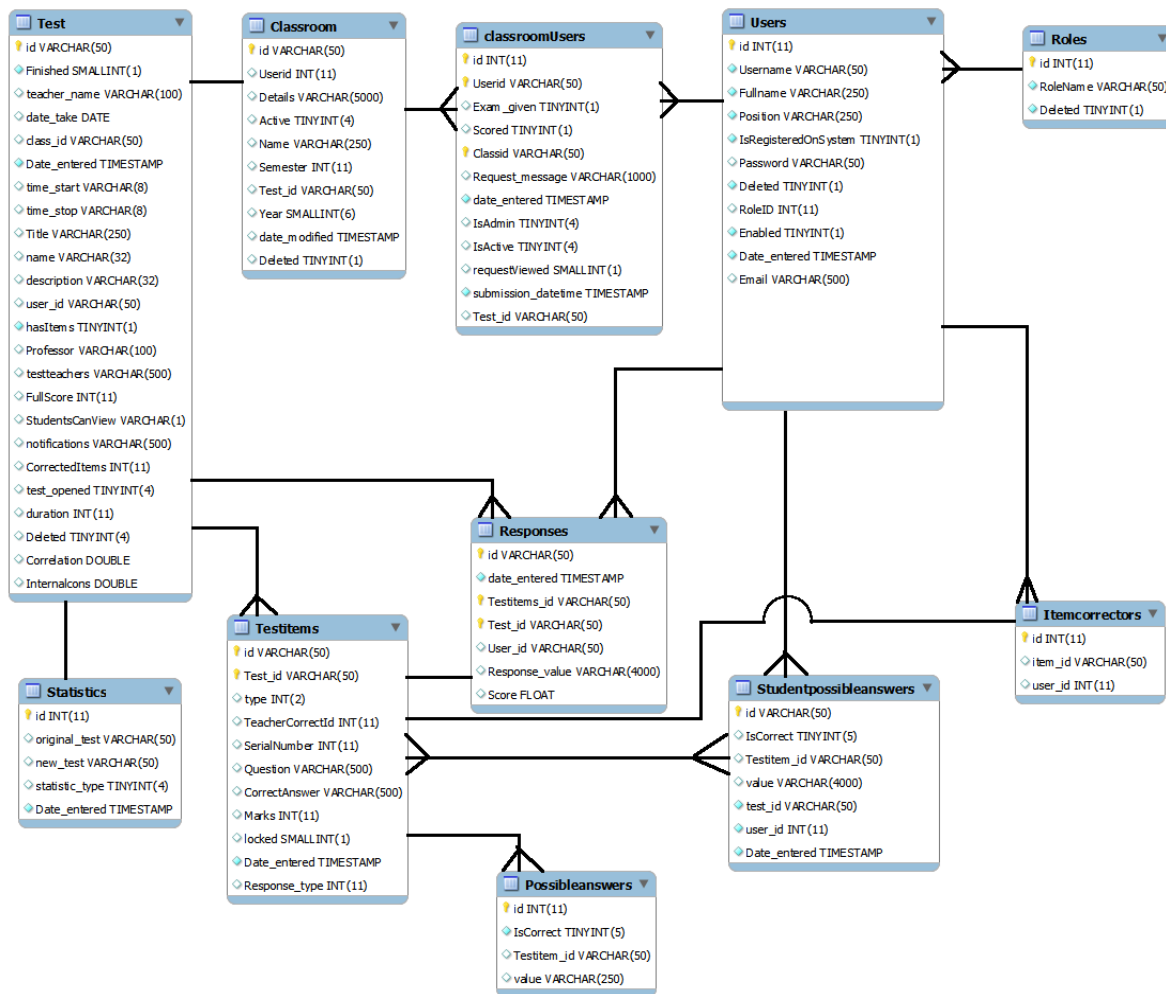 Test
id VARCHAR(50)
Finished SMALLINT(1)
teacher_name VARCHAR(100)
date_take DATE
class_id VARCHAR(50)
Date_entered TIMESTAMP
time_start VARCHAR(8)
time_stop VARCHAR(8)
Title VARCHAR(250)
name VARCHAR(32)
description VARCHAR(32)
user_id VARCHAR(50)
hasItems TINYINT(1)
Professor VARCHAR(100)
testteachers VARCHAR(500)
FullScore INT(11)
StudentsCanView VARCHAR(1)
notifications VARCHAR(500)
CorrectedItems INT(11)
test_opened TINYINT(4)
duration INT(11)
Deleted TINYINT(4)
Correlation DOUBLE
Internalcons DOUBLE
Classroom
id VARCHAR(50)
Userid INT(11)
Details VARCHAR(5000)
Active TINYINT(4)
Name VARCHAR(250)
Semester INT(11)
Test_id VARCHAR(50)
Year SMALLINT(6)
date_modified TIMESTAMP
Deleted TINYINT(1)
classroomUsers
id INT(11)
Userid VARCHAR(50)
Exam_given TINYINT(1)
Scored TINYINT(1)
Classid VARCHAR(50)
Request_message VARCHAR(1000)
date_entered TIMESTAMP
IsAdmin TINYINT(4)
IsActive TINYINT(4)
requestViewed SMALLINT(1)
submission_datetime TIMESTAMP
Test_id VARCHAR(50)
Users
id INT(11)
Username VARCHAR(50)
Fullname VARCHAR(250)
Position VARCHAR(250)
IsRegisteredOnSystem TINYINT(1)
Password VARCHAR(50)
Deleted TINYINT(1)
RoleID INT(11)
Enabled TINYINT(1)
Date_entered TIMESTAMP
Email VARCHAR(500)
Roles
id INT(11)
RoleName VARCHAR(50)
Deleted TINYINT(1)
Responses
id VARCHAR(50)
date_entered TIMESTAMP
Testitems_id VARCHAR(50)
Test_id VARCHAR(50)
User_id VARCHAR(50)
Response_value VARCHAR(4000)
Score FLOAT
Testitems
id VARCHAR(50)
Test_id VARCHAR(50)
type INT(2)
TeacherCorrectId INT(11)
SerialNumber INT(11)
Question VARCHAR(500)
CorrectAnswer VARCHAR(500)
Marks INT(11)
locked SMALLINT(1)
Date_entered TIMESTAMP
Response_type INT(11)
Itemcorrectors
id INT(11)
item_id VARCHAR(50)
user_id INT(11)
Statistics
id INT(11)
original_test VARCHAR(50)
new_test VARCHAR(50)
statistic_type TINYINT(4)
Date_entered TIMESTAMP
Studentpossibleanswers
id VARCHAR(50)
IsCorrect TINYINT(5)
Testitem_id VARCHAR(50)
value VARCHAR(4000)
test_id VARCHAR(50)
user_id INT(11)
Date_entered TIMESTAMP
Possibleanswers
id INT(11)
IsCorrect TINYINT(5)
Testitem_id VARCHAR(50)
value VARCHAR(250)